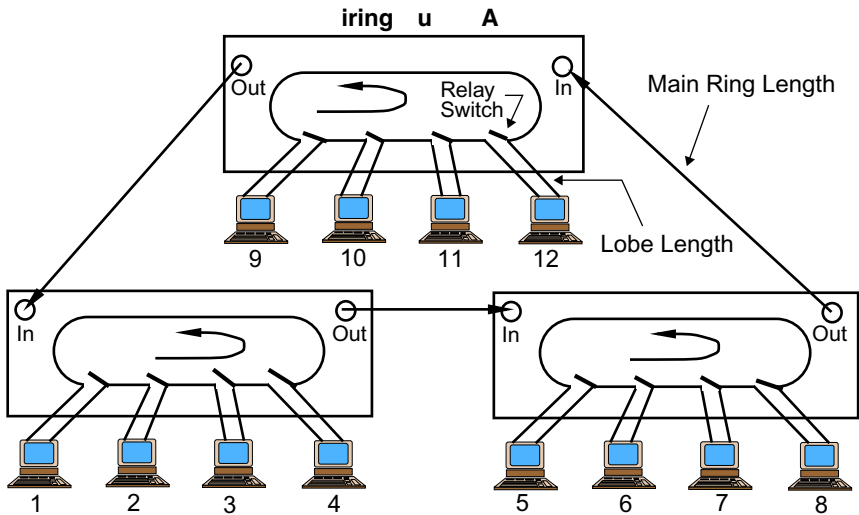 iring u A
Out
In
Relay
Switch
Main Ring Length
Lobe Length
9 10 11 12
In
Out
In
Out
1 2 3 4
5 6 7 8